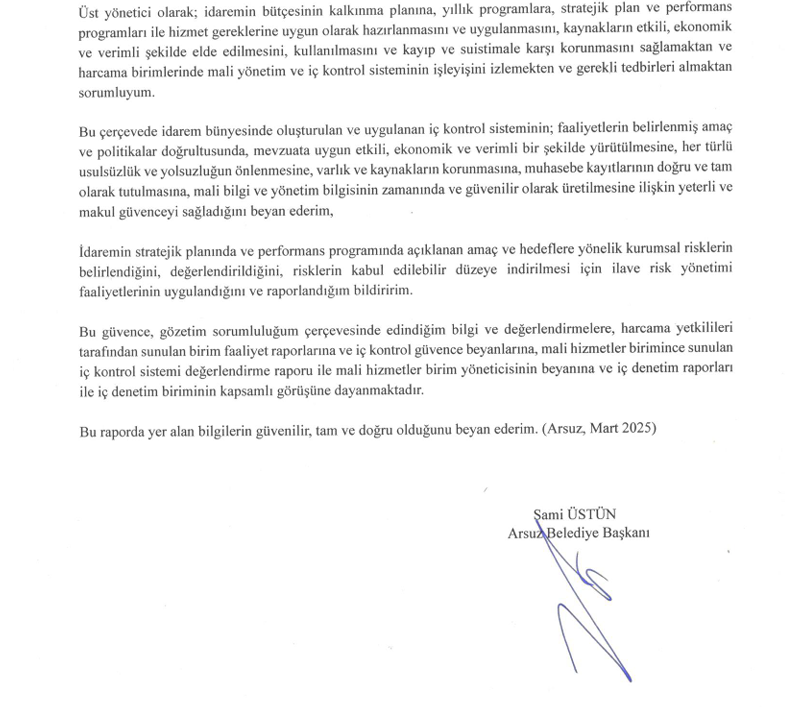 Üst yönetici olarak; idaremin bütçesinin kalkınma planına, yıllık programlara, stratejik plan ve performans
programları ile hizmet gereklerine uygun olarak hazırlanmasını ve uygulanmasını, kaynakların etkili, ekonomik
ve verimli şekilde elde edilmesini, kullanılmasını ve kayıp ve suistimale karşı korunmasını sağlamaktan ve
harcama birimlerinde mali yönetim ve iç kontrol sisteminin işleyişini izlemekten ve gerekli tedbirleri almaktan
sorumluyum.
Bu çerçevede idarem bünyesinde oluşturulan ve uygulanan iç kontrol sisteminin; faaliyetlerin belirlenmiş amaç
ve politikalar doğrultusunda, mevzuata uygun etkili, ekonomik ve verimli bir şekilde yürütülmesine, her türlü
usulsüzlük ve yolsuzluğun önlenmesine, varlık ve kaynakların korunmasına, muhasebe kayıtlarının doğru ve tam
olarak tutulmasına, mali bilgi ve yönetim bilgisinin zamanında ve güvenilir olarak üretilmesine ilişkin yeterli ve
makul güvenceyi sağladığını beyan ederim,
İdaremin stratejik planında ve performans programında açıklanan amaç ve hedeflere yönelik kurumsal risklerin
belirlendiğini, değerlendirildiğini, risklerin kabul edilebilir düzeye indirilmesi için ilave risk yönetimi
faaliyetlerinin uygulandığını ve raporlandığım bildiririm.
Bu güvence, gözetim sorumluluğum çerçevesinde edindiğim bilgi ve değerlendirmelere, harcama yetkilileri
tarafından sunulan birim faaliyet raporlarına ve iç kontrol güvence beyanlarına, mali hizmetler birimince sunulan
iç kontrol sistemi değerlendirme raporu ile mali hizmetler birim yöneticisinin beyanına ve iç denetim raporları
ile iç denetim biriminin kapsamlı görüşüne dayanmaktadır.
Bu raporda yer alan bilgilerin güvenilir, tam ve doğru olduğunu beyan ederim. (Arsuz, Mart 2025)
Sami ÜSTÜN
Arsuz Belediye Başkanı